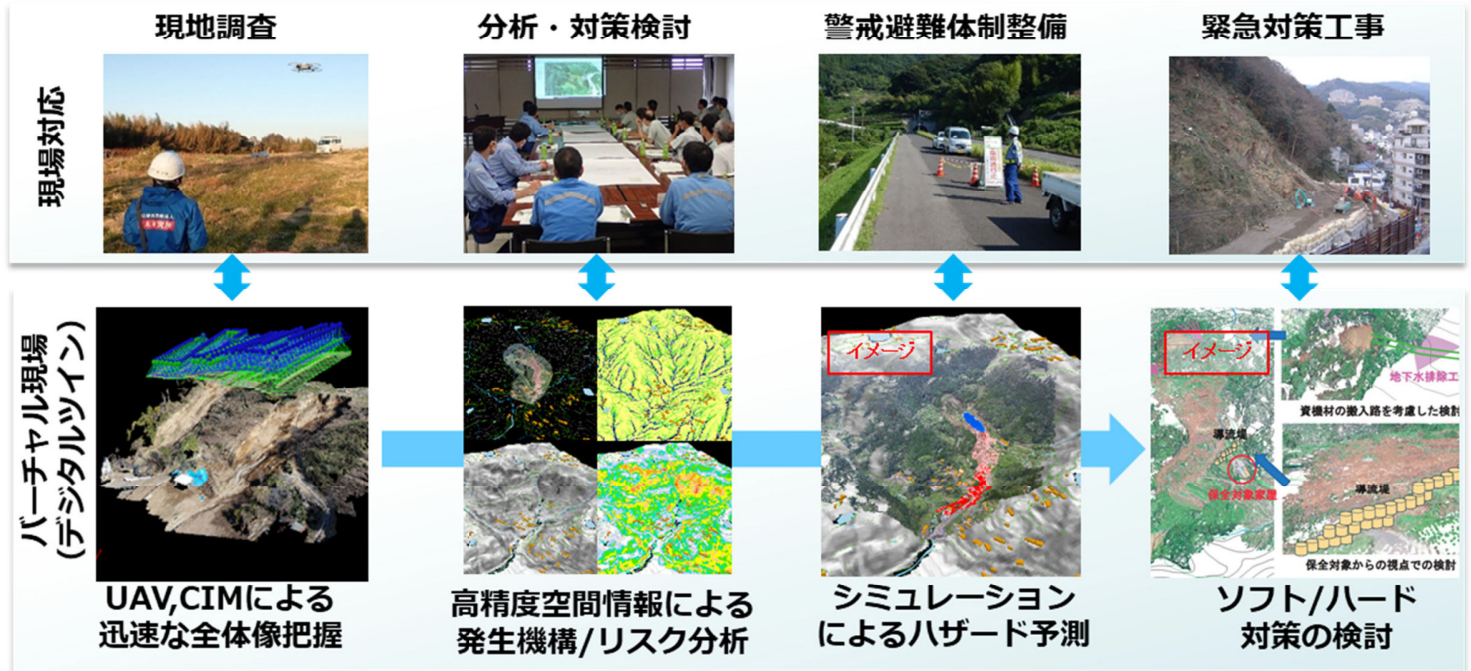 現地調査
分析・対策検討
警戒避難体制整備
緊急対策工事
現場対応
バーチャル現場
(デジタルツイン)
イメージ
イメージ
地下水排除工
資機材の搬入路を考慮した検討
導流堤
保全対象家屋
導流堤
保全対象からの視点での検討
UAV,CIMによる
迅速な全体像把握
高精度空間情報による
発生機構/リスク分析
シミュレーション
によるハザード予測
ソフト/ハード
対策の検討